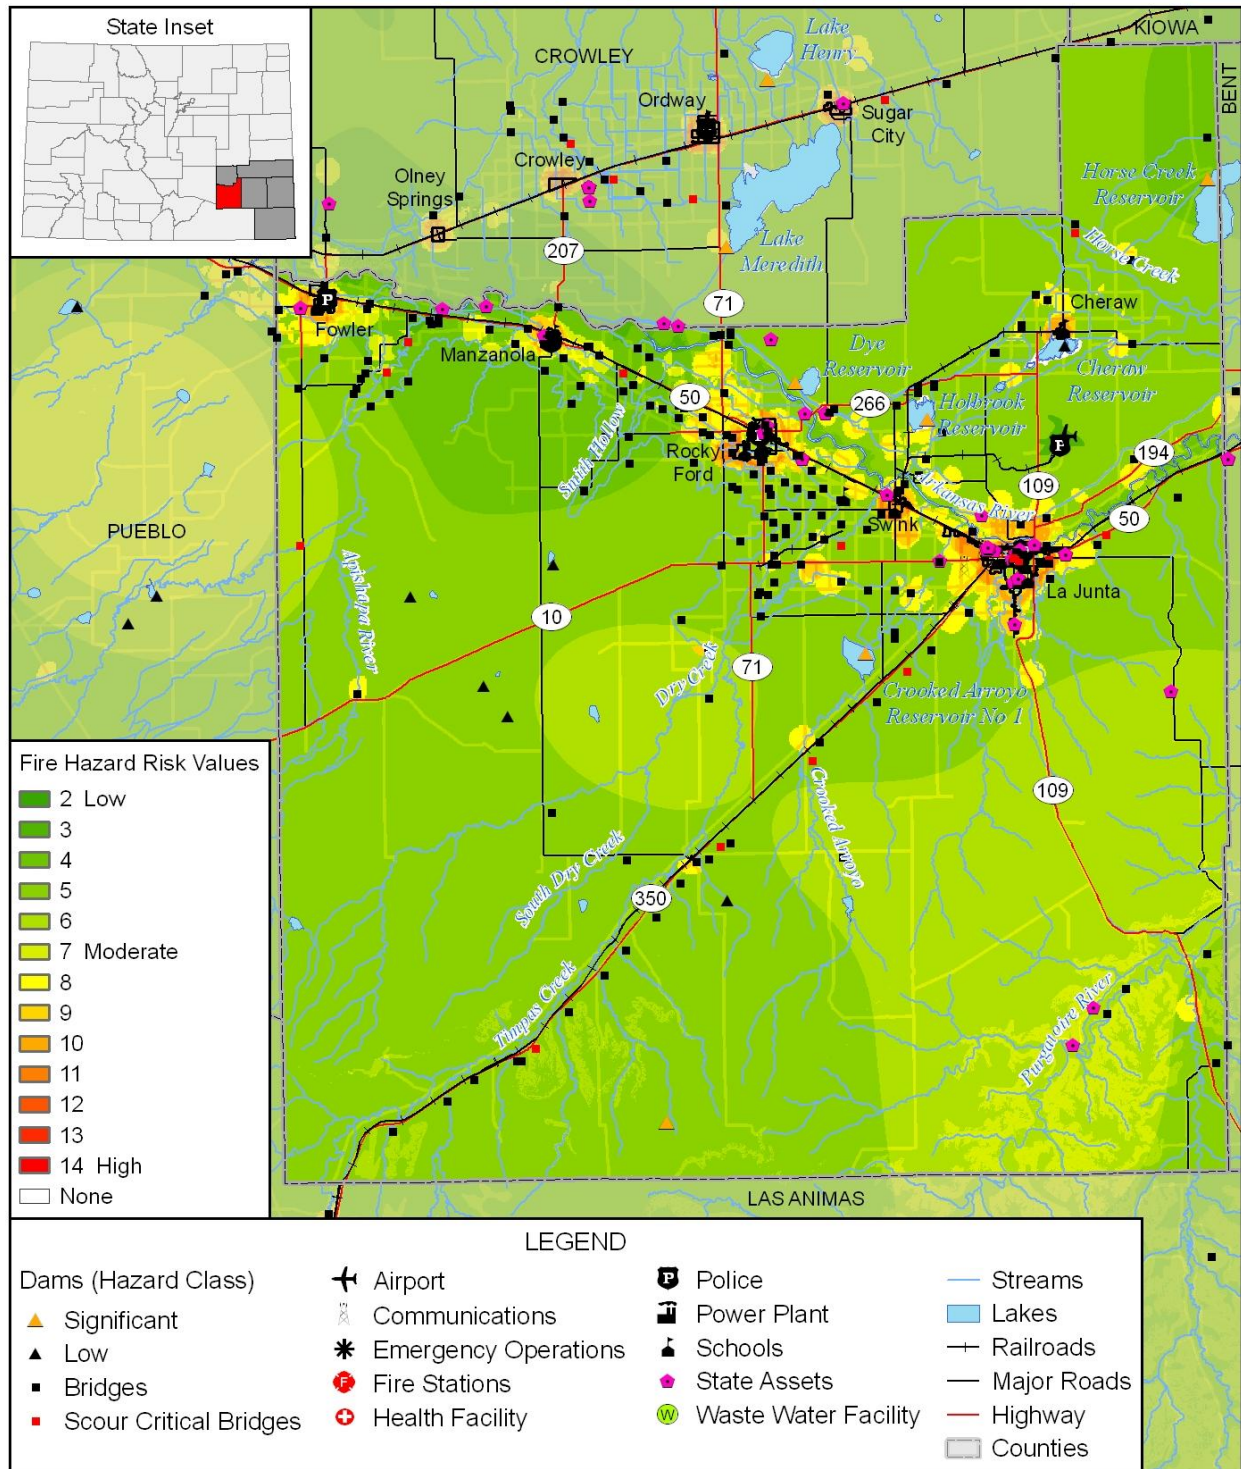 State Inset
CROWLEY
KIOWA
BENT
Lake
Henry
Ordway
Sugar
City
Crowley
Olney
Springs
Horse Creek
Reservoir
Lake
Meredith
Horse Creek
207
71
Cheraw
Fowler
Manzanola
Dye
Reservoir
Cheraw
Reservoir
50
266
Holbrook
Reservoir
Smith Hollow
Rocky
Ford
194
109
Arkansas River
50
Swink
PUEBLO
Apishapa River
La Junta
10
71
Dry Creek
Crooked Arroyo
Reservoir No 1
109
Crooked Arroyo
South Dry Creek
350
Timpas Creek
Purgatoire River
LAS ANIMAS
Fire Hazard Risk Values
2 Low
3
4
5
6
7 Moderate
8
9
10
11
12
13
14 High
None
LEGEND
Dams (Hazard Class)
Significant
Low
Bridges
Scour Critical Bridges
Airport
Communications
Emergency Operations
F Fire Stations
Health Facility
P Police
Power Plant
Schools
State Assets
W Waste Water Facility
Streams
Lakes
Railroads
Major Roads
Highway
Counties
P
P